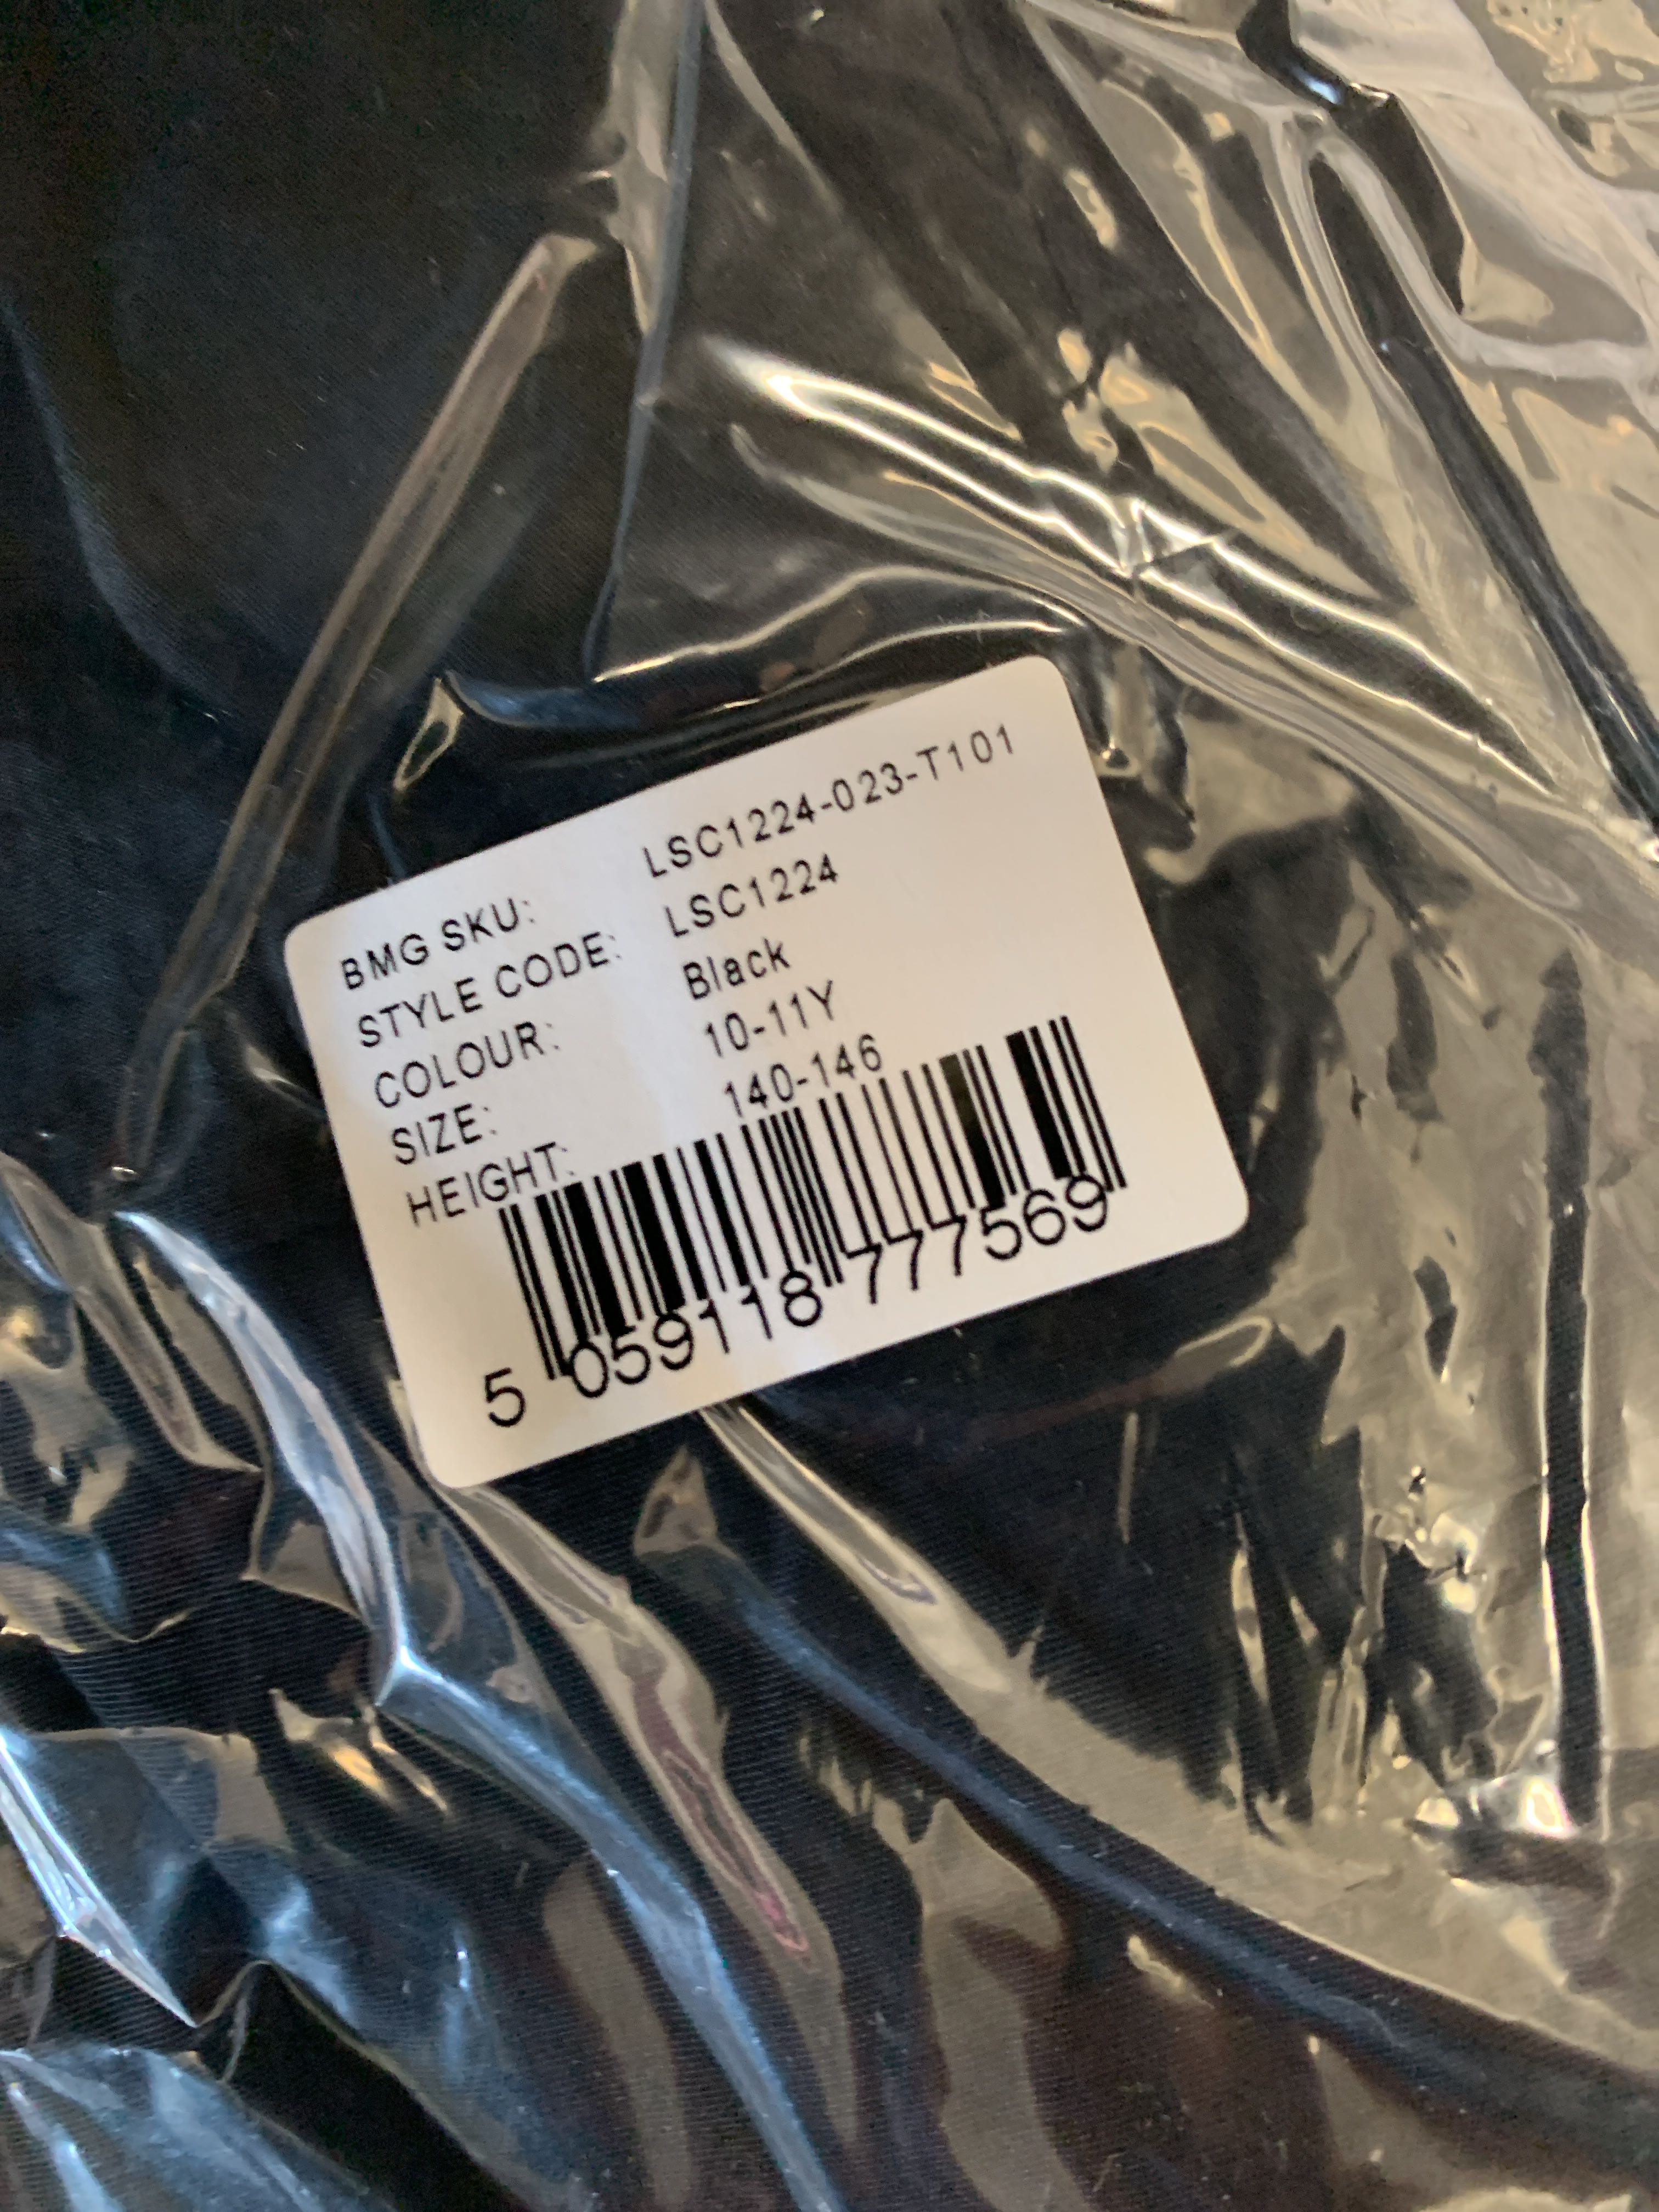 BMG SKU: LSC1224-023-T101
STYLE CODE: LSC1224
COLOUR: Black
SIZE: 10-11Y
HEIGHT: 140-146
5 059118 777569